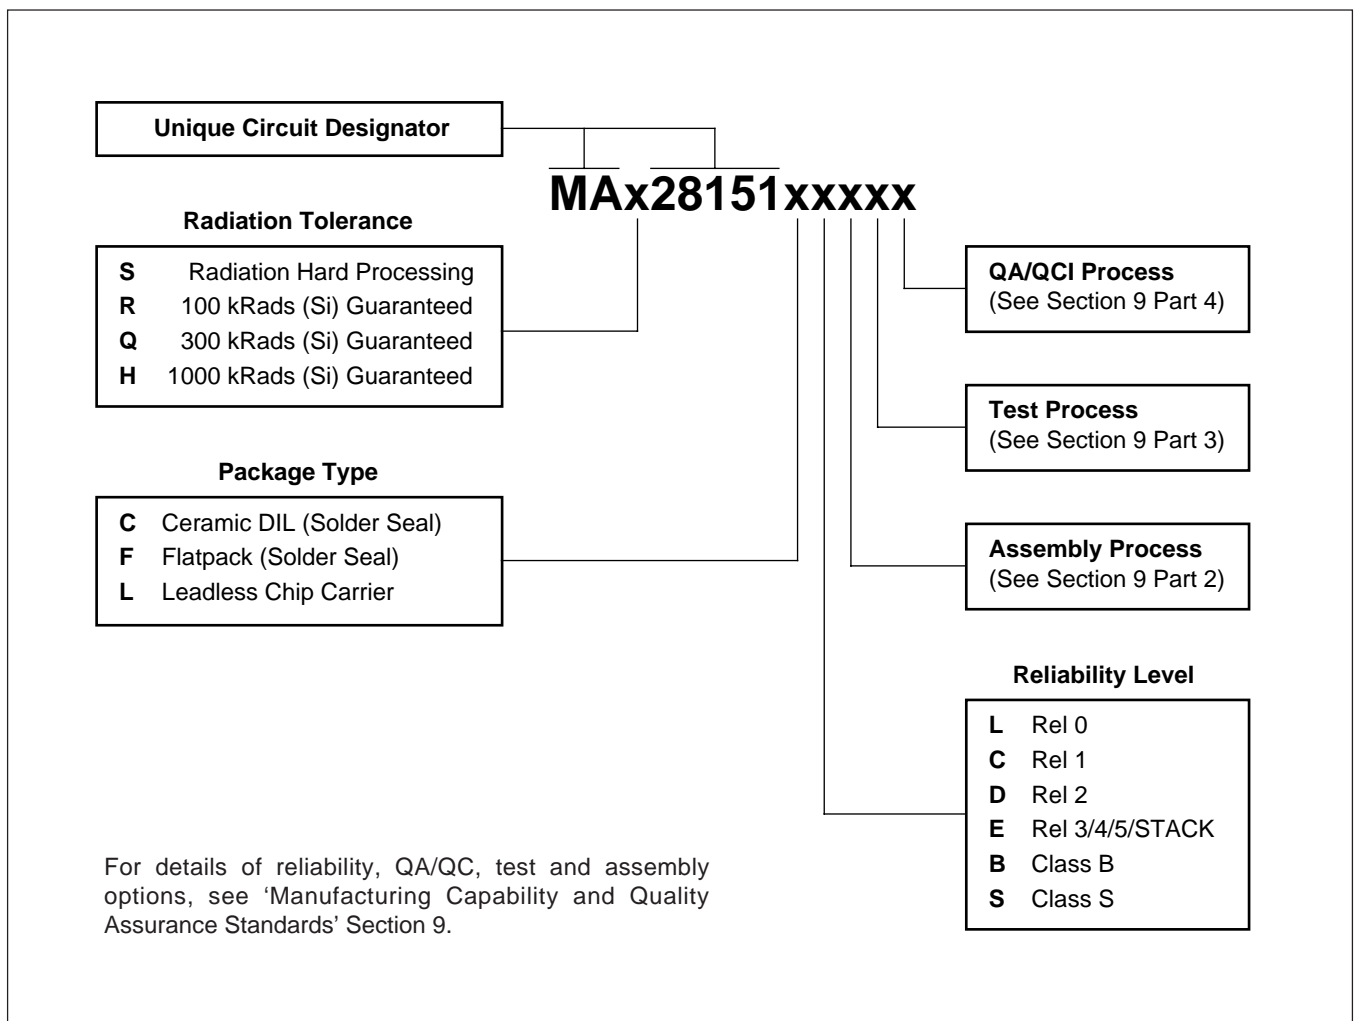 Unique Circuit Designator
MAx28151xxxxx
Radiation Tolerance
S Radiation Hard Processing
R 100 kRads (Si) Guaranteed
Q 300 kRads (Si) Guaranteed
H 1000 kRads (Si) Guaranteed
Package Type
C Ceramic DIL (Solder Seal)
F Flatpack (Solder Seal)
L Leadless Chip Carrier
QA/QCI Process
(See Section 9 Part 4)
Test Process
(See Section 9 Part 3)
Assembly Process
(See Section 9 Part 2)
Reliability Level
L Rel 0
C Rel 1
D Rel 2
E Rel 3/4/5/STACK
B Class B
S Class S
For details of reliability, QA/QC, test and assembly
options, see ‘Manufacturing Capability and Quality
Assurance Standards’ Section 9.